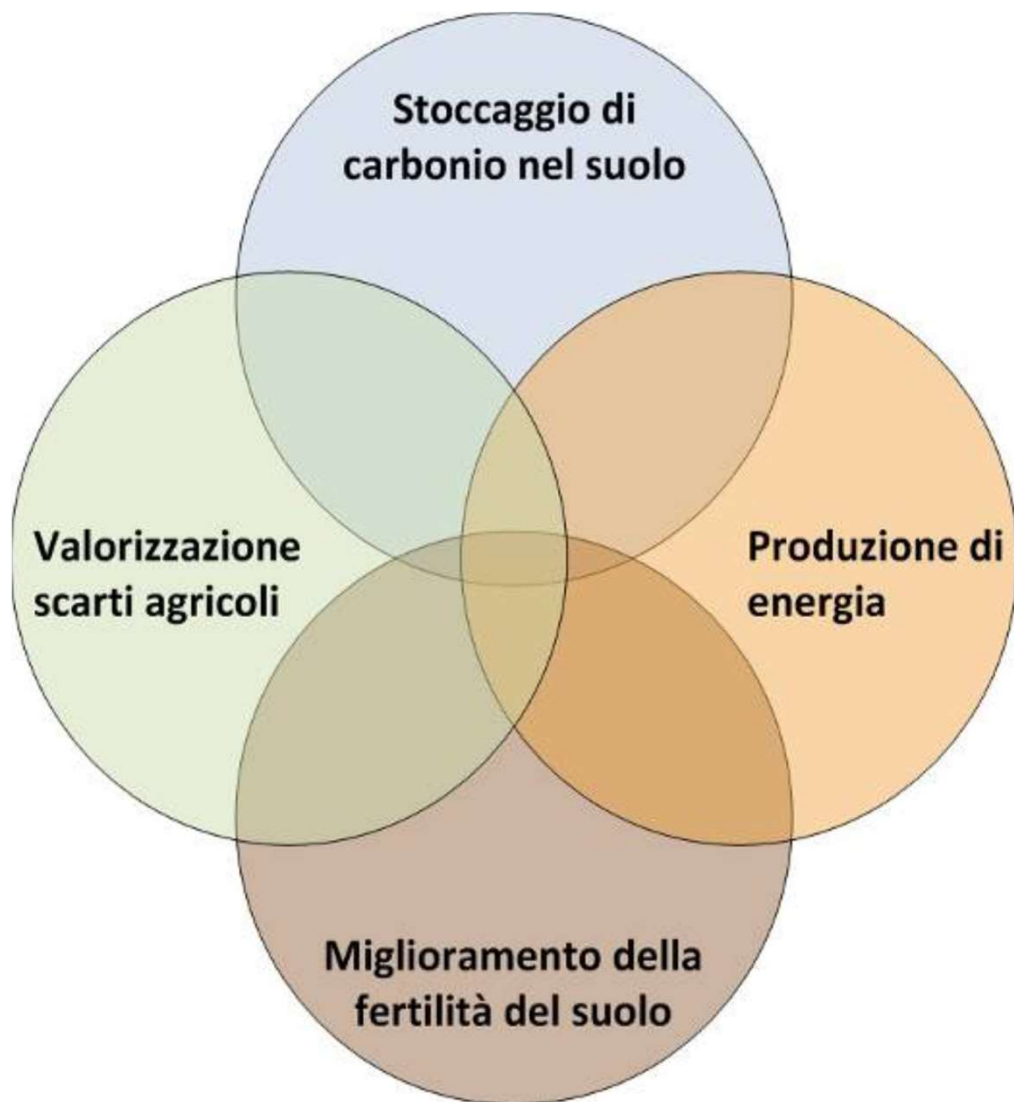 Stoccaggio di
carbonio nel suolo
Valorizzazione
scarti agricoli
Produzione di
energia
Miglioramento della
fertilità del suolo